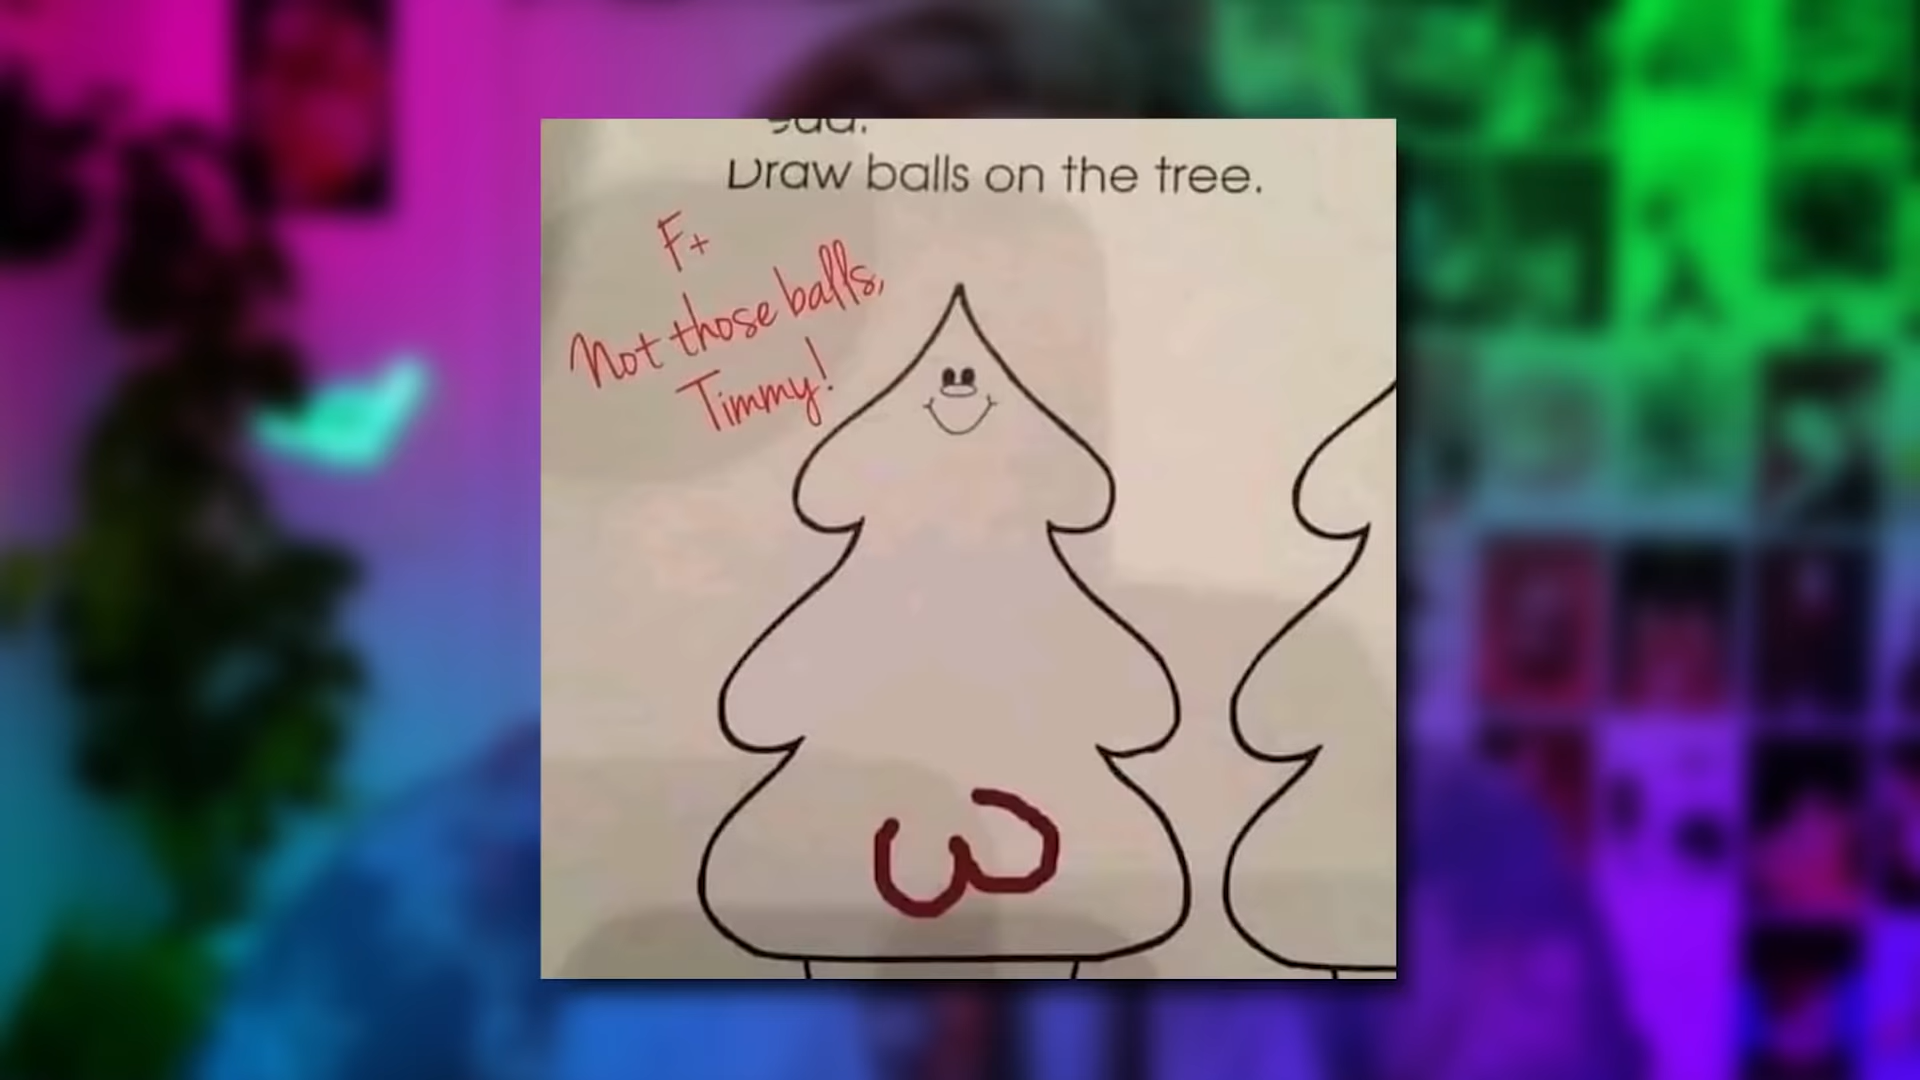 Draw balls on the tree.
F+
Not those balls,
Timmy!